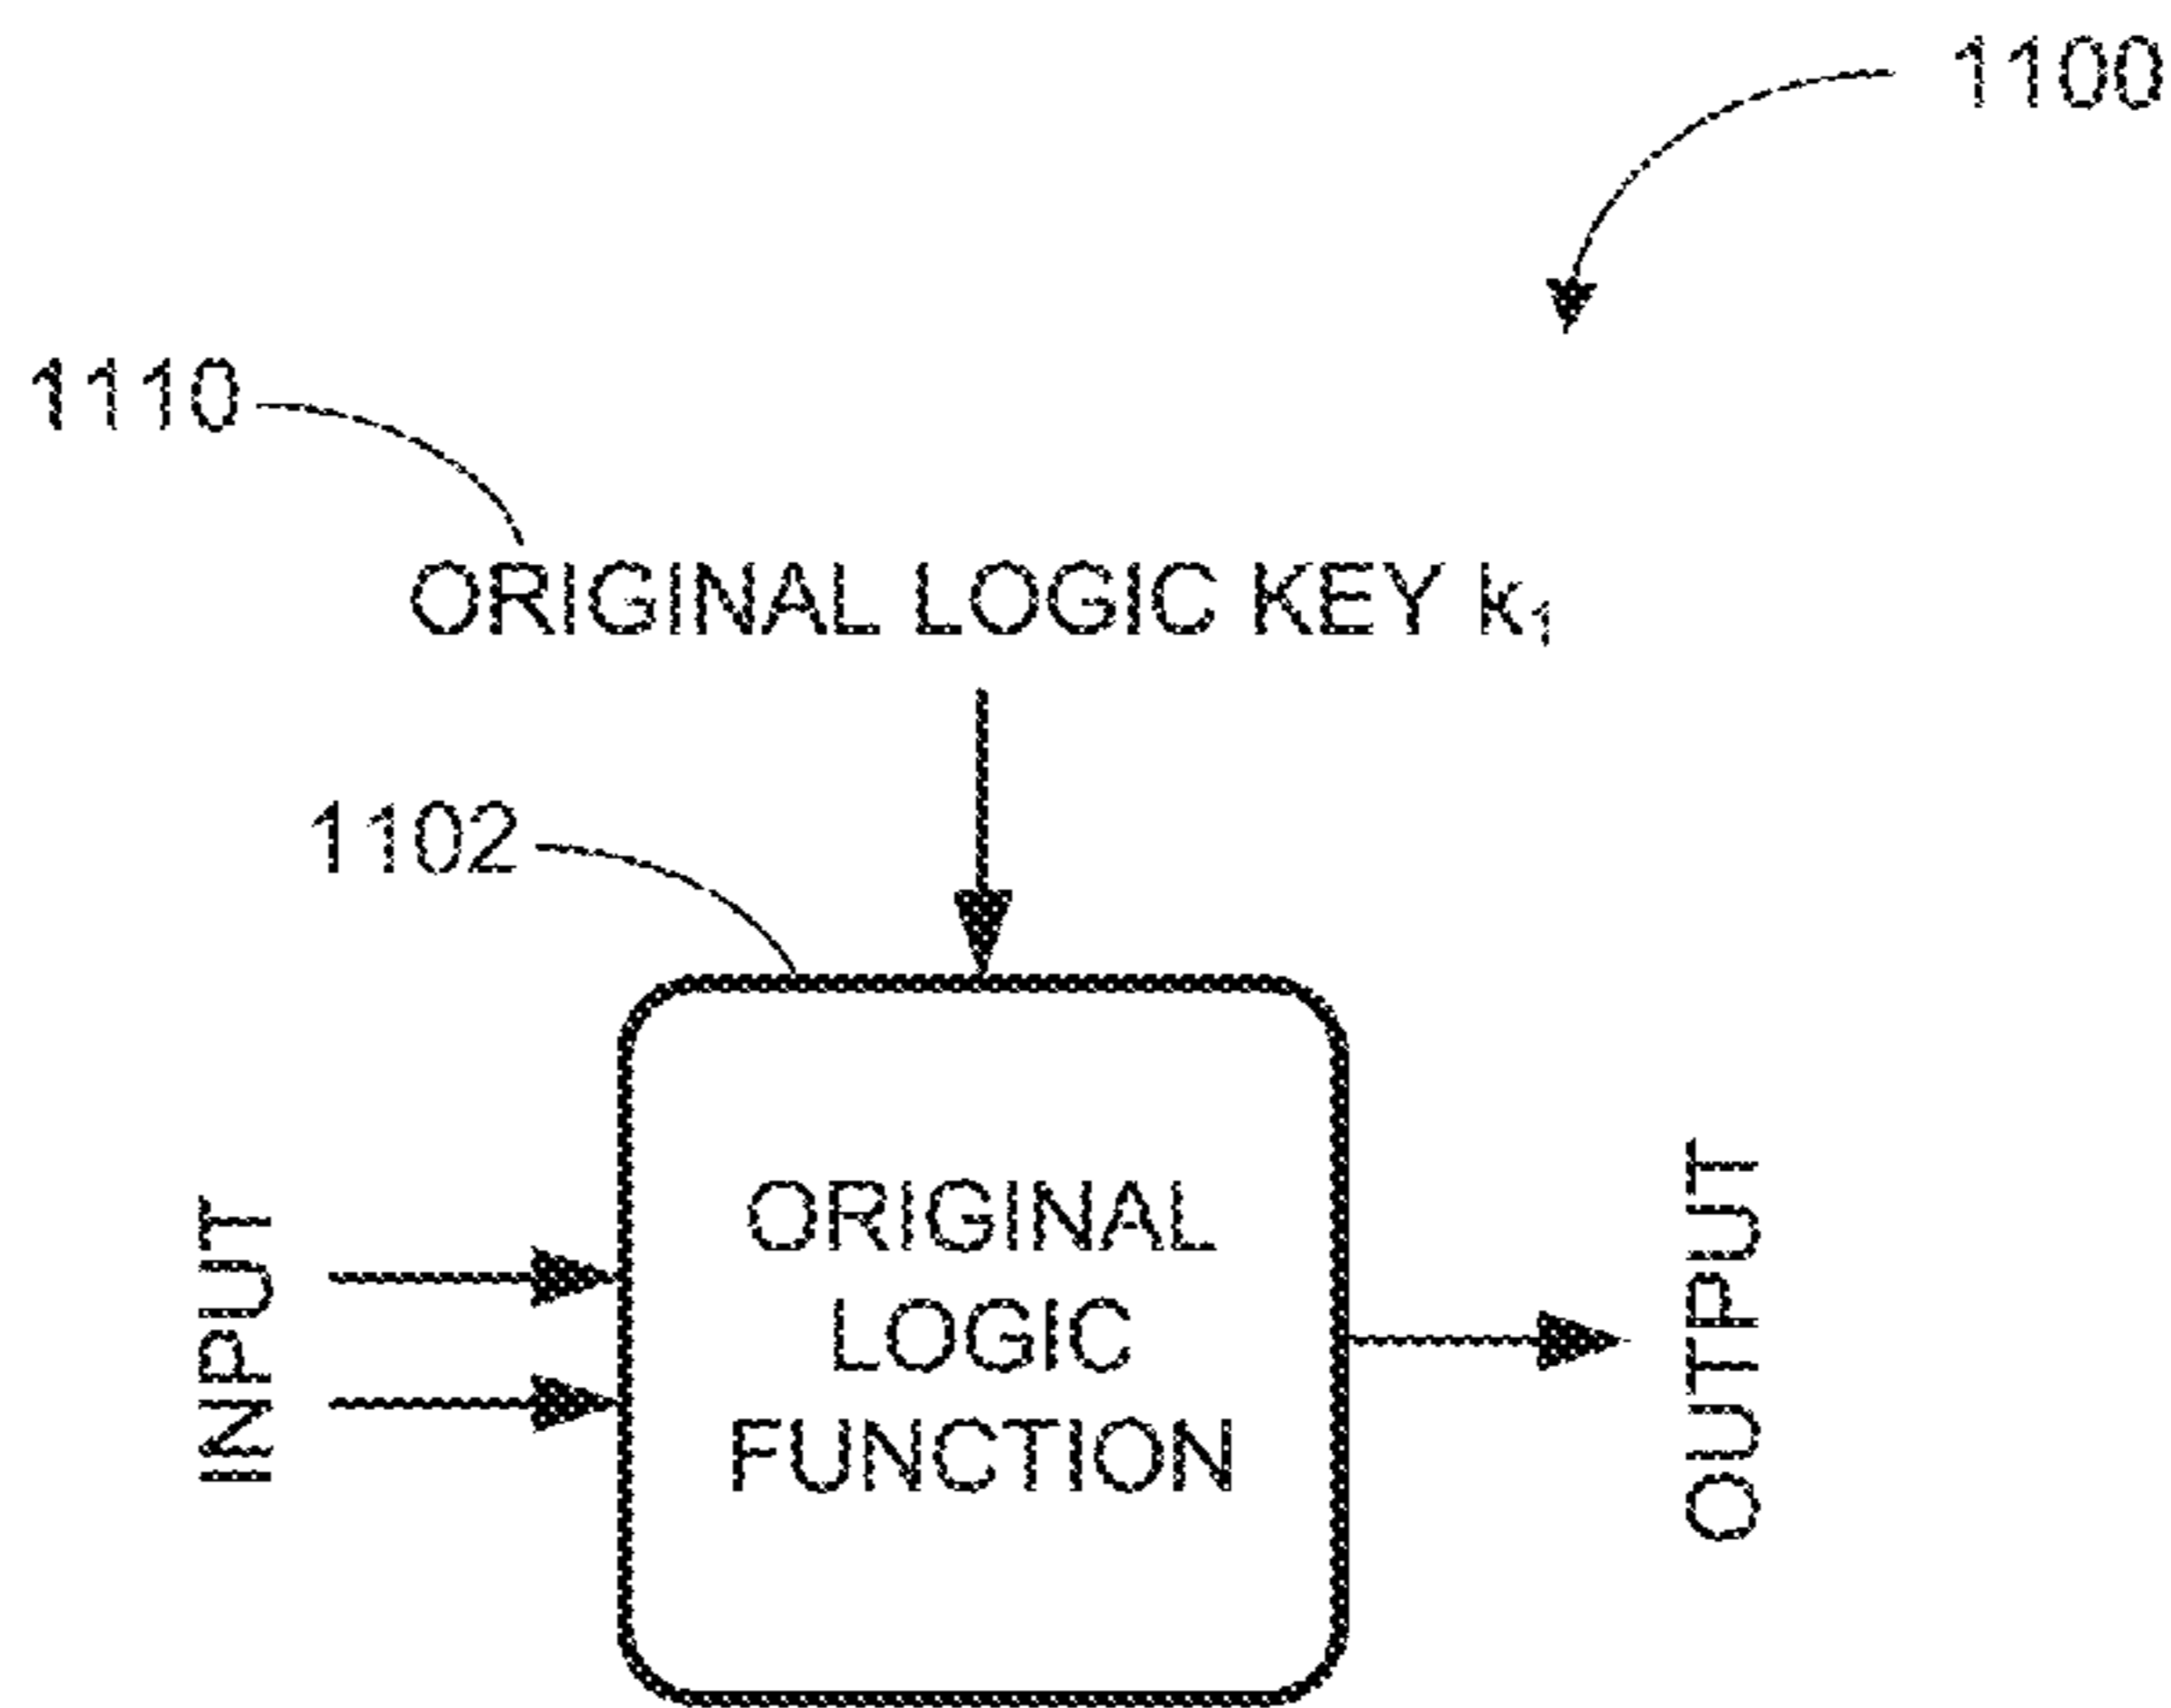 1100
1110
ORIGINAL LOGIC KEY k₁
1102
INPUT
ORIGINAL
LOGIC
FUNCTION
OUTPUT